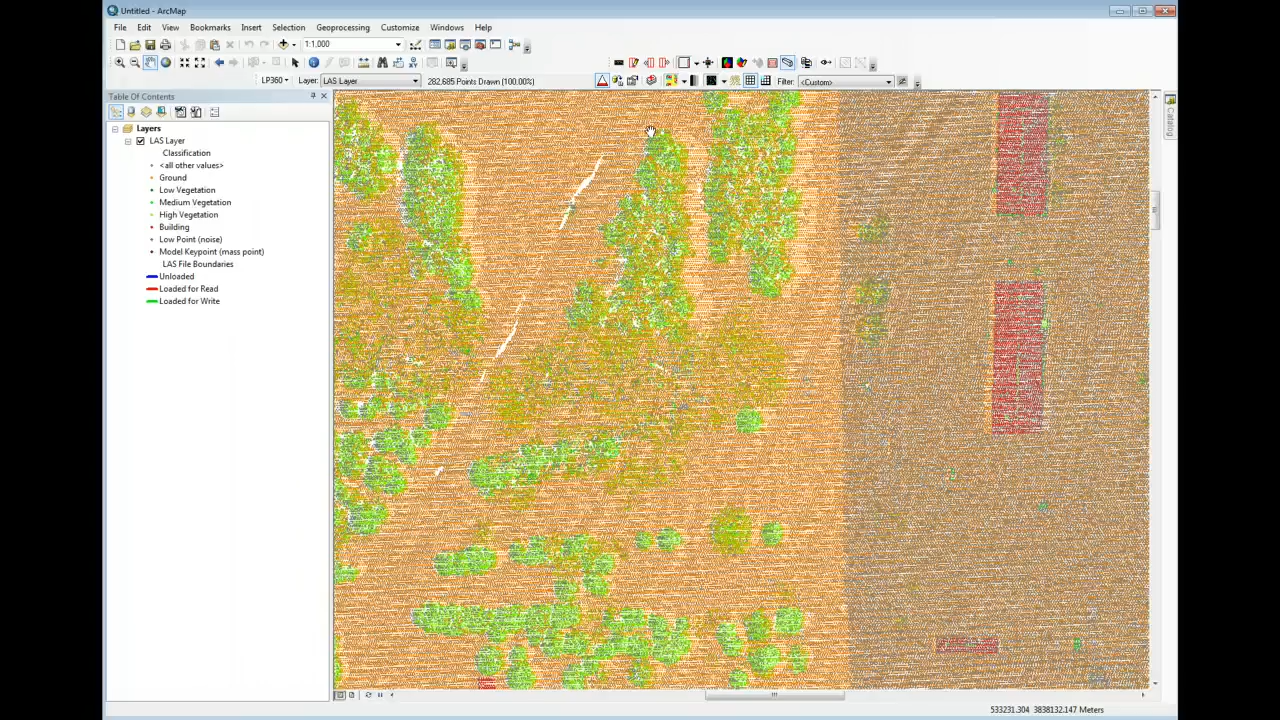 Untitled - ArcMap
File Edit View Bookmarks Insert Selection Geoprocessing Customize Windows Help
1:1,000
LP360 Layer: LAS Layer 282,685 Points Drawn (100.00%) Filter: <Custom>
Table Of Contents
Layers
LAS Layer
Classification
<all other values>
Ground
Low Vegetation
Medium Vegetation
High Vegetation
Building
Low Point (noise)
Model Keypoint (mass point)
LAS File Boundaries
Unloaded
Loaded for Read
Loaded for Write
Catalog
533231.304 3838132.147 Meters